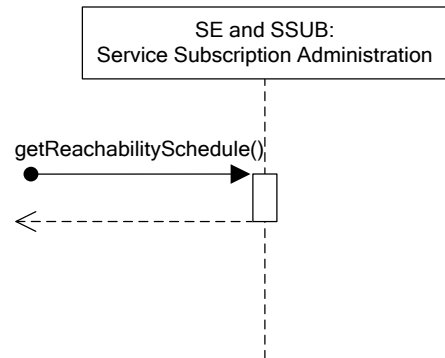 SE and SSUB:
Service Subscription Administration
getReachabilitySchedule()